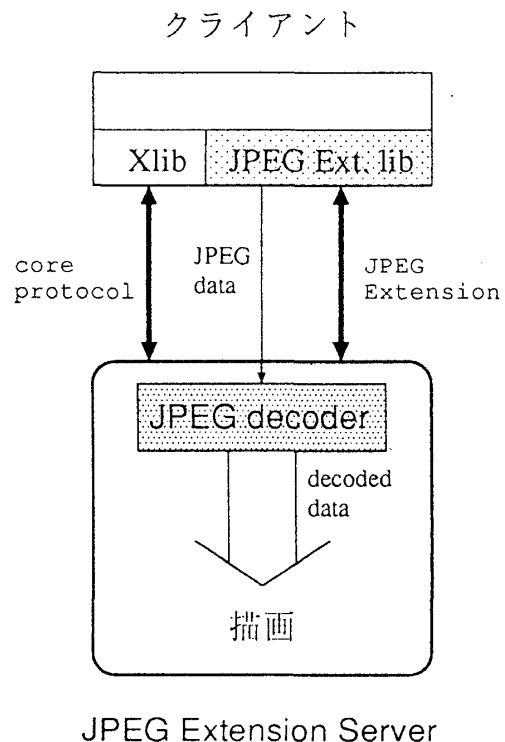 クライアント
Xlib
JPEG Ext. lib
core
protocol
JPEG
data
JPEG
Extension
JPEG decoder
decoded
data
描画
JPEG Extension Server